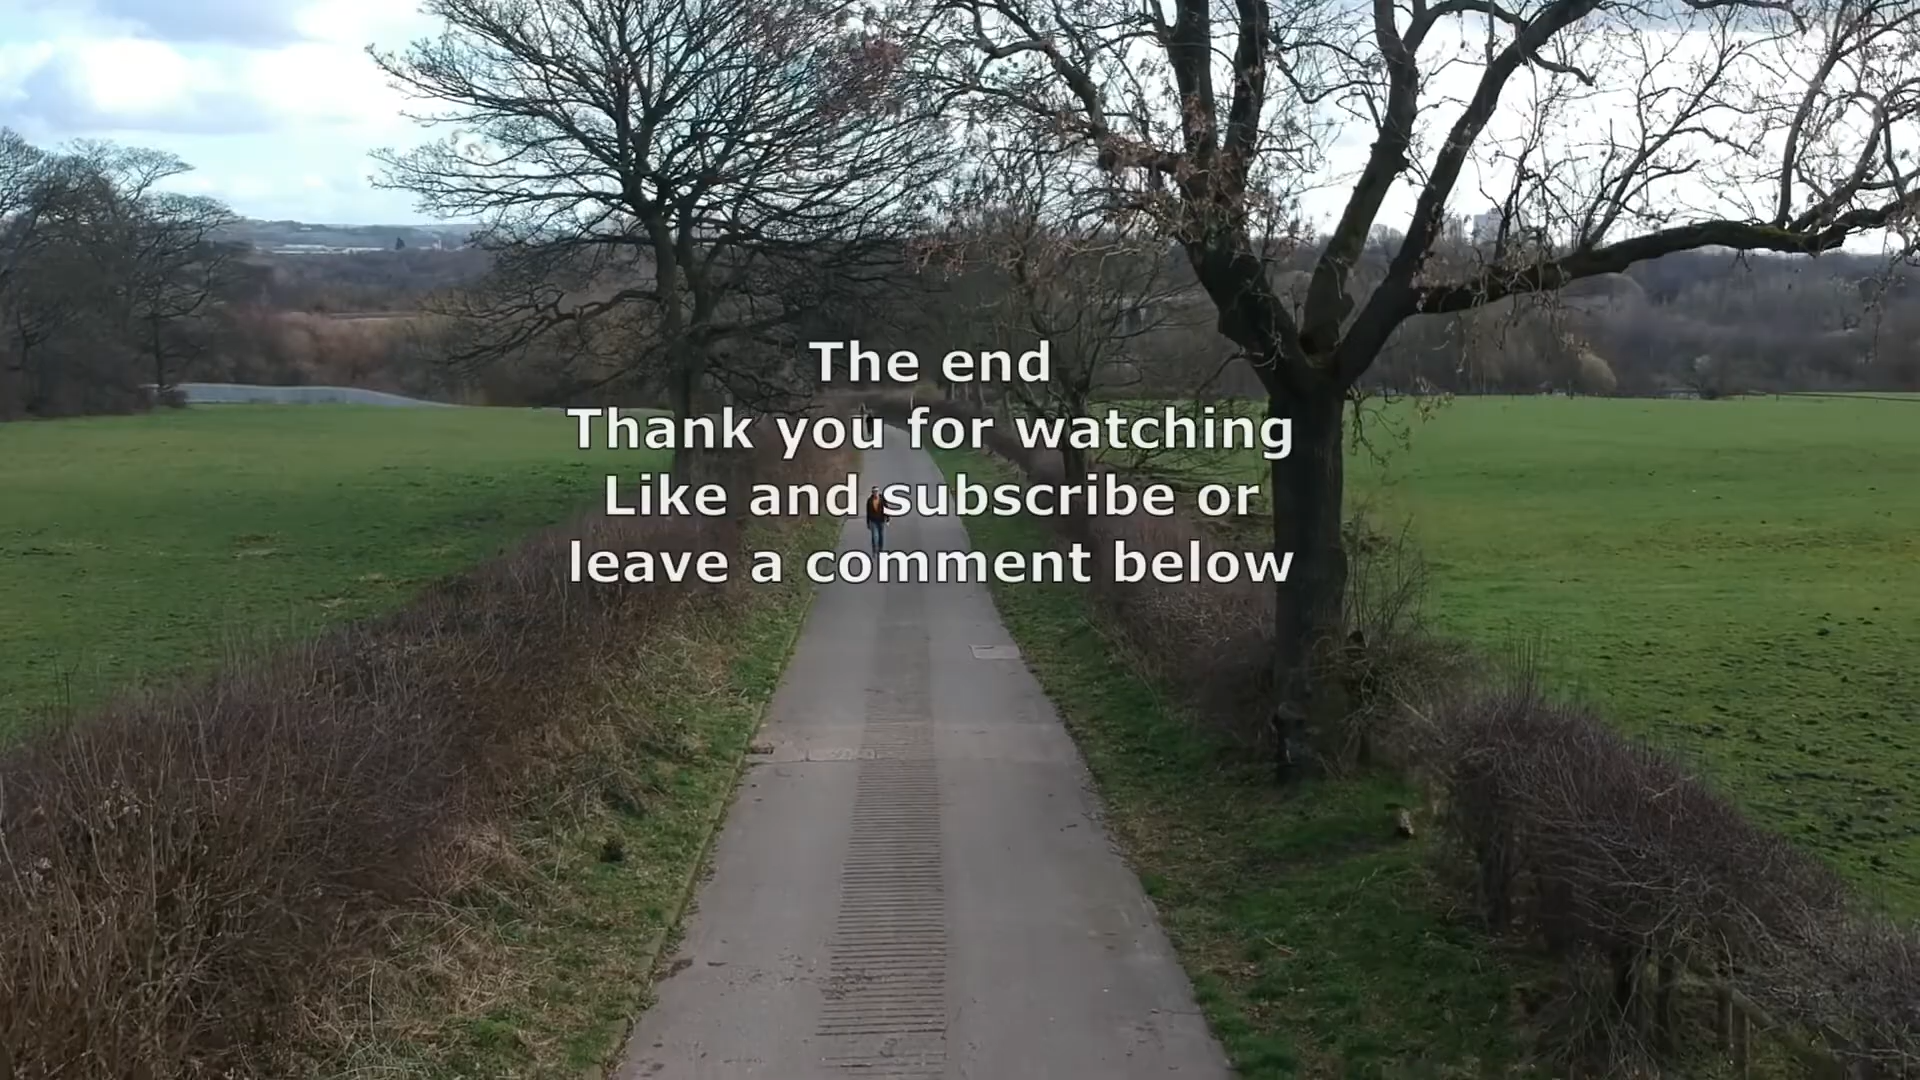 The end
Thank you for watching
Like and subscribe or
leave a comment below